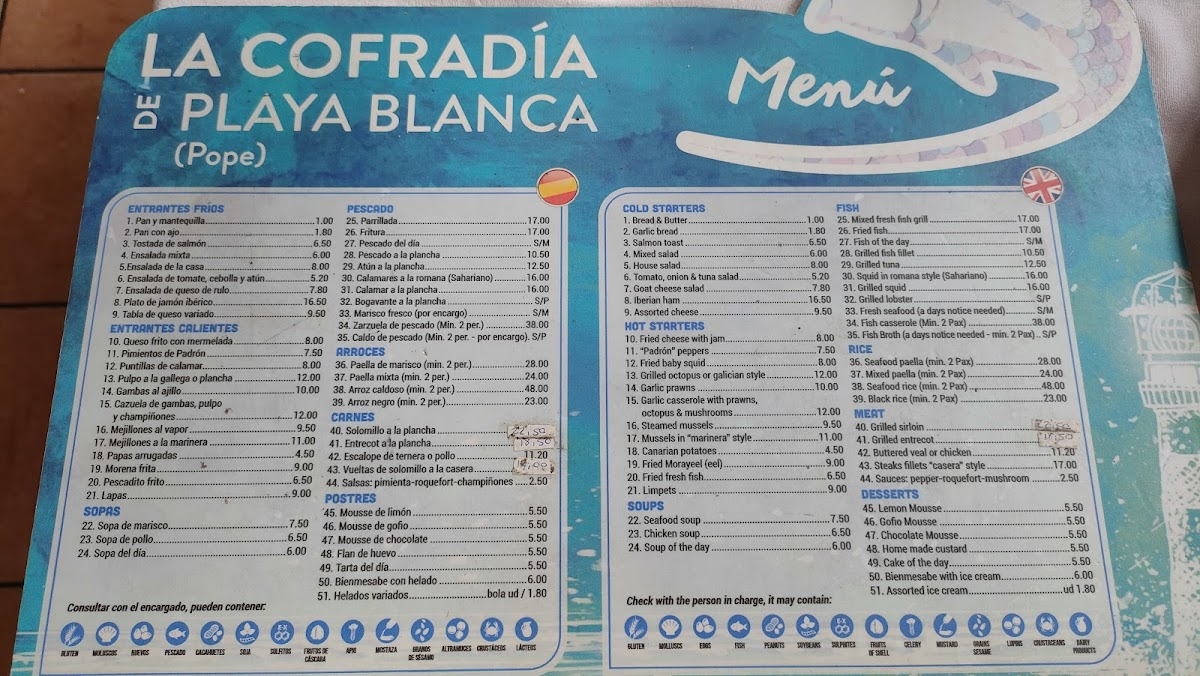 LA COFRADÍA
DE PLAYA BLANCA
(Pope)
Menú
ENTRANTES FRÍOS
1. Pan y mantequilla 1.00
2. Pan con ajo 1.80
3. Tostada de salmón 6.50
4. Ensalada mixta 6.00
5.Ensalada de la casa 8.00
6. Ensalada de tomate, cebolla y atún 5.20
7. Ensalada de queso de rulo 7.80
8. Plato de jamón ibérico 16.50
9. Tabla de queso variado 9.50
ENTRANTES CALIENTES
10. Queso frito con mermelada 8.00
11. Pimientos de Padrón 7.50
12. Puntillas de calamar 8.00
13. Pulpo a la gallega o plancha 12.00
14. Gambas al ajillo 10.00
15. Cazuela de gambas, pulpo
y champiñones 12.00
16. Mejillones al vapor 9.50
17. Mejillones a la marinera 11.00
18. Papas arrugadas 4.50
19. Morena frita 9.00
20. Pescadito frito 6.50
21. Lapas 9.00
SOPAS
22. Sopa de marisco 7.50
23. Sopa de pollo 6.50
24. Sopa del día 6.00
PESCADO
25. Parrillada 17.00
26. Fritura 17.00
27. Pescado del día S/M
28. Pescado a la plancha 10.50
29. Atún a la plancha 12.50
30. Calamares a la romana (Sahariano) 16.00
31. Calamar a la plancha 16.00
32. Bogavante a la plancha S/P
33. Marisco fresco (por encargo) S/M
34. Zarzuela de pescado (Min. 2 per.) 38.00
35. Caldo de pescado (Min. 2 per. - por encargo). S/P
ARROCES
36. Paella de marisco (min. 2 per.) 28.00
37. Paella mixta (min. 2 per.) 24.00
38. Arroz caldoso (min. 2 per.) 48.00
39. Arroz negro (min. 2 per.) 23.00
CARNES
40. Solomillo a la plancha 22,50
41. Entrecot a la plancha 18,50
42. Escalope de ternera o pollo 11.20
43. Vueltas de solomillo a la casera
44. Salsas: pimienta-roquefort-champiñones 2.50
POSTRES
45. Mousse de limón 5.50
46. Mousse de gofio 5.50
47. Mousse de chocolate 5.50
48. Flan de huevo 5.50
49. Tarta del día 5.50
50. Bienmesabe con helado 6.00
51. Helados variados bola ud / 1.80
Consultar con el encargado, pueden contener:
GLUTEN MOLUSCOS HUEVOS PESCADO CACAHUETES SOJA SULFITOS FRUTOS DE CÁSCARA APIO MOSTAZA GRANOS DE SÉSAMO ALTRAMUCES CRUSTÁCEOS LÁCTEOS
COLD STARTERS
1. Bread & Butter 1.00
2. Garlic bread 1.80
3. Salmon toast 6.50
4. Mixed salad 6.00
5. House salad 8.00
6. Tomato, onion & tuna salad 5.20
7. Goat cheese salad 7.80
8. Iberian ham 16.50
9. Assorted cheese 9.50
HOT STARTERS
10. Fried cheese with jam 8.00
11. "Padrón" peppers 7.50
12. Fried baby squid 8.00
13. Grilled octopus or galician style 12.00
14. Garlic prawns 10.00
15. Garlic casserole with prawns,
octopus & mushrooms 12.00
16. Steamed mussels 9.50
17. Mussels in "marinera" style 11.00
18. Canarian potatoes 4.50
19. Fried Morayeel (eel) 9.00
20. Fried fresh fish 6.50
21. Limpets 9.00
SOUPS
22. Seafood soup 7.50
23. Chicken soup 6.50
24. Soup of the day 6.00
FISH
25. Mixed fresh fish grill 17.00
26. Fried fish 17.00
27. Fish of the day S/M
28. Grilled fish fillet 10.50
29. Grilled tuna 12.50
30. Squid in romana style (Sahariano) 16.00
31. Grilled squid 16.00
32. Grilled lobster S/P
33. Fresh seafood (a days notice needed) S/M
34. Fish casserole (Min. 2 Pax) 38.00
35. Fish Broth (a days notice needed - min. 2 Pax) S/P
RICE
36. Seafood paella (min. 2 Pax) 28.00
37. Mixed paella (min. 2 Pax) 24.00
38. Seafood rice (min. 2 Pax) 48.00
39. Black rice (min. 2 Pax) 23.00
MEAT
40. Grilled sirloin 22,50
41. Grilled entrecot 18,50
42. Buttered veal or chicken 11.20
43. Steaks fillets "casera" style 17.00
44. Sauces: pepper-roquefort-mushroom 2.50
DESSERTS
45. Lemon Mousse 5.50
46. Gofio Mousse 5.50
47. Chocolate Mousse 5.50
48. Home made custard 5.50
49. Cake of the day 5.50
50. Bienmesabe with ice cream 6.00
51. Assorted ice cream ud 1.80
Check with the person in charge, it may contain:
GLUTEN MOLLUSCS EGGS FISH PEANUTS SOYBEANS SULPHITES FRUITS OF SHELL CELERY MUSTARD GRAINS SESAME LUPINS CRUSTACEANS DAIRY PRODUCTS